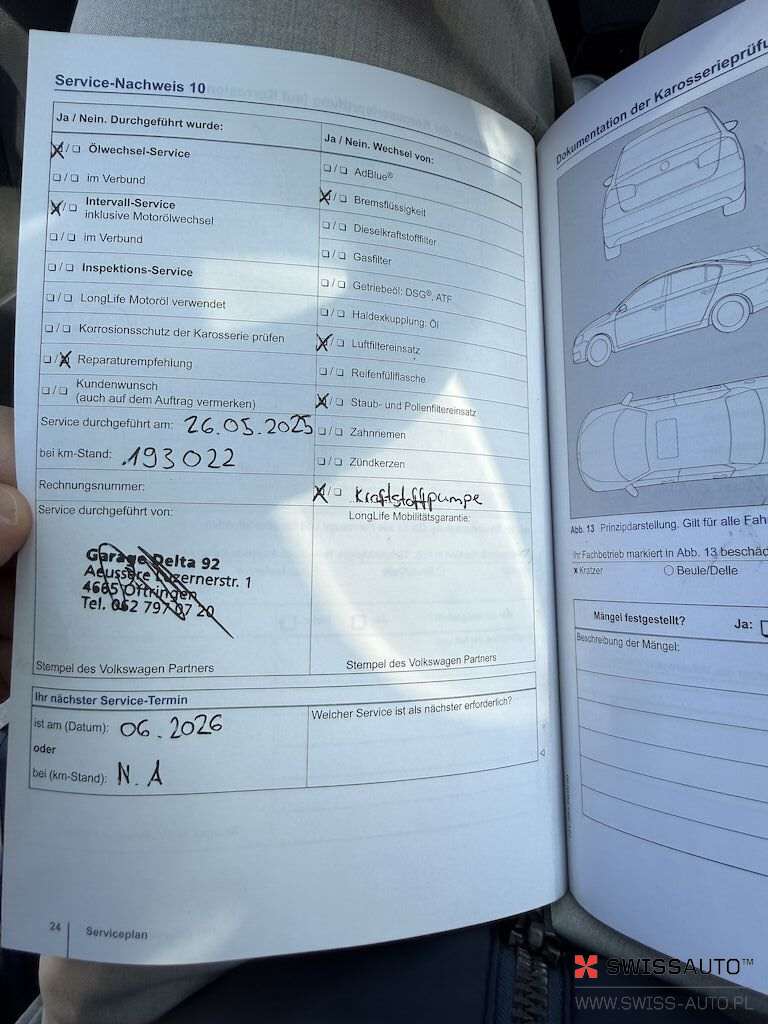 Service-Nachweis 10
Ja / Nein. Durchgeführt wurde:
☒/☐ Ölwechsel-Service
☐/☐ im Verbund
☒/☐ Intervall-Service
inklusive Motorölwechsel
☐/☐ im Verbund
☐/☐ Inspektions-Service
☐/☐ LongLife Motoröl verwendet
☐/☐ Korrosionsschutz der Karosserie prüfen
☐/☒ Reparaturempfehlung
☐/☐ Kundenwunsch
(auch auf dem Auftrag vermerken)
Service durchgeführt am: 26.05.2025
bei km-Stand: 193022
Rechnungsnummer:
Service durchgeführt von:
Garage Delta 92
Aeussere Luzernerstr. 1
4665 Oftringen
Tel. 062 797 07 20
Stempel des Volkswagen Partners
Ja / Nein. Wechsel von:
☐/☐ AdBlue®
☒/☐ Bremsflüssigkeit
☐/☐ Dieselkraftstofffilter
☐/☐ Gasfilter
☐/☐ Getriebeöl: DSG®, ATF
☐/☐ Haldexkupplung: Öl
☒/☐ Luftfiltereinsatz
☐/☐ Reifenfüllflasche
☒/☐ Staub- und Pollenfiltereinsatz
☐/☐ Zahnriemen
☐/☐ Zündkerzen
☒/☐ Kraftstoffpumpe
LongLife Mobilitätsgarantie:
Stempel des Volkswagen Partners
Ihr nächster Service-Termin
ist am (Datum): 06.2026
oder
bei (km-Stand): N.A
Welcher Service ist als nächster erforderlich?
24 Serviceplan
Dokumentation der Karosserieprüfu
Abb. 13 Prinzipdarstellung. Gilt für alle Fah
Ihr Fachbetrieb markiert in Abb. 13 beschäd
x Kratzer ○ Beule/Delle
Mängel festgestellt? Ja: ☐
Beschreibung der Mängel:
SWISSAUTO™
WWW.SWISS-AUTO.PL